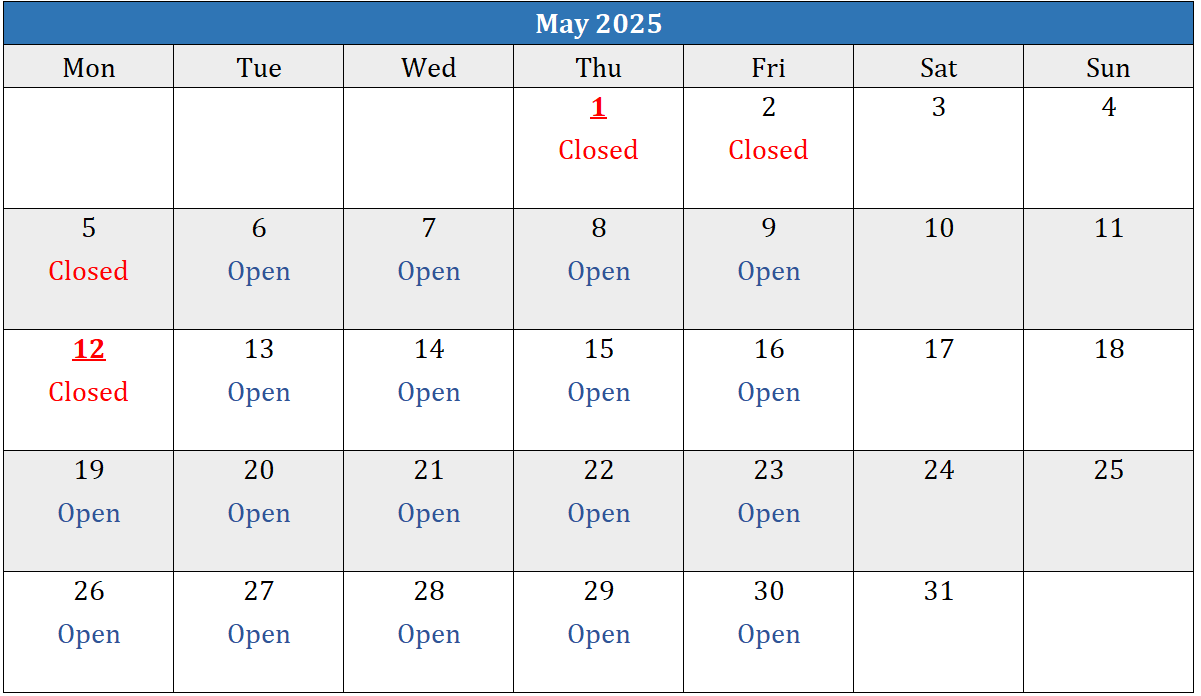 May 2025
Mon Tue Wed Thu Fri Sat Sun
1 2 3 4
Closed Closed
5 6 7 8 9 10 11
Closed Open Open Open Open
12 13 14 15 16 17 18
Closed Open Open Open Open
19 20 21 22 23 24 25
Open Open Open Open Open
26 27 28 29 30 31
Open Open Open Open Open